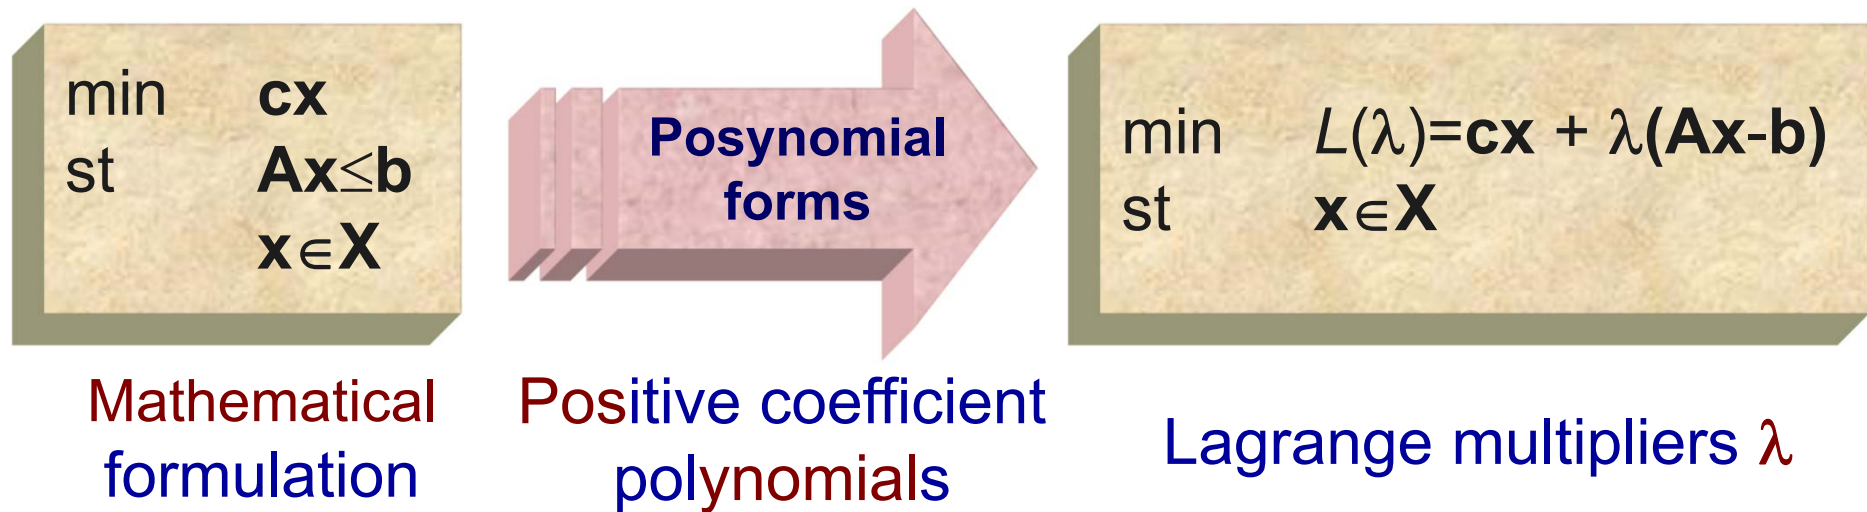 min cx
st Ax≤b
x∈X
Posynomial
forms
min L(λ)=cx + λ(Ax-b)
st x∈X
Mathematical
formulation
Positive coefficient
polynomials
Lagrange multipliers λ